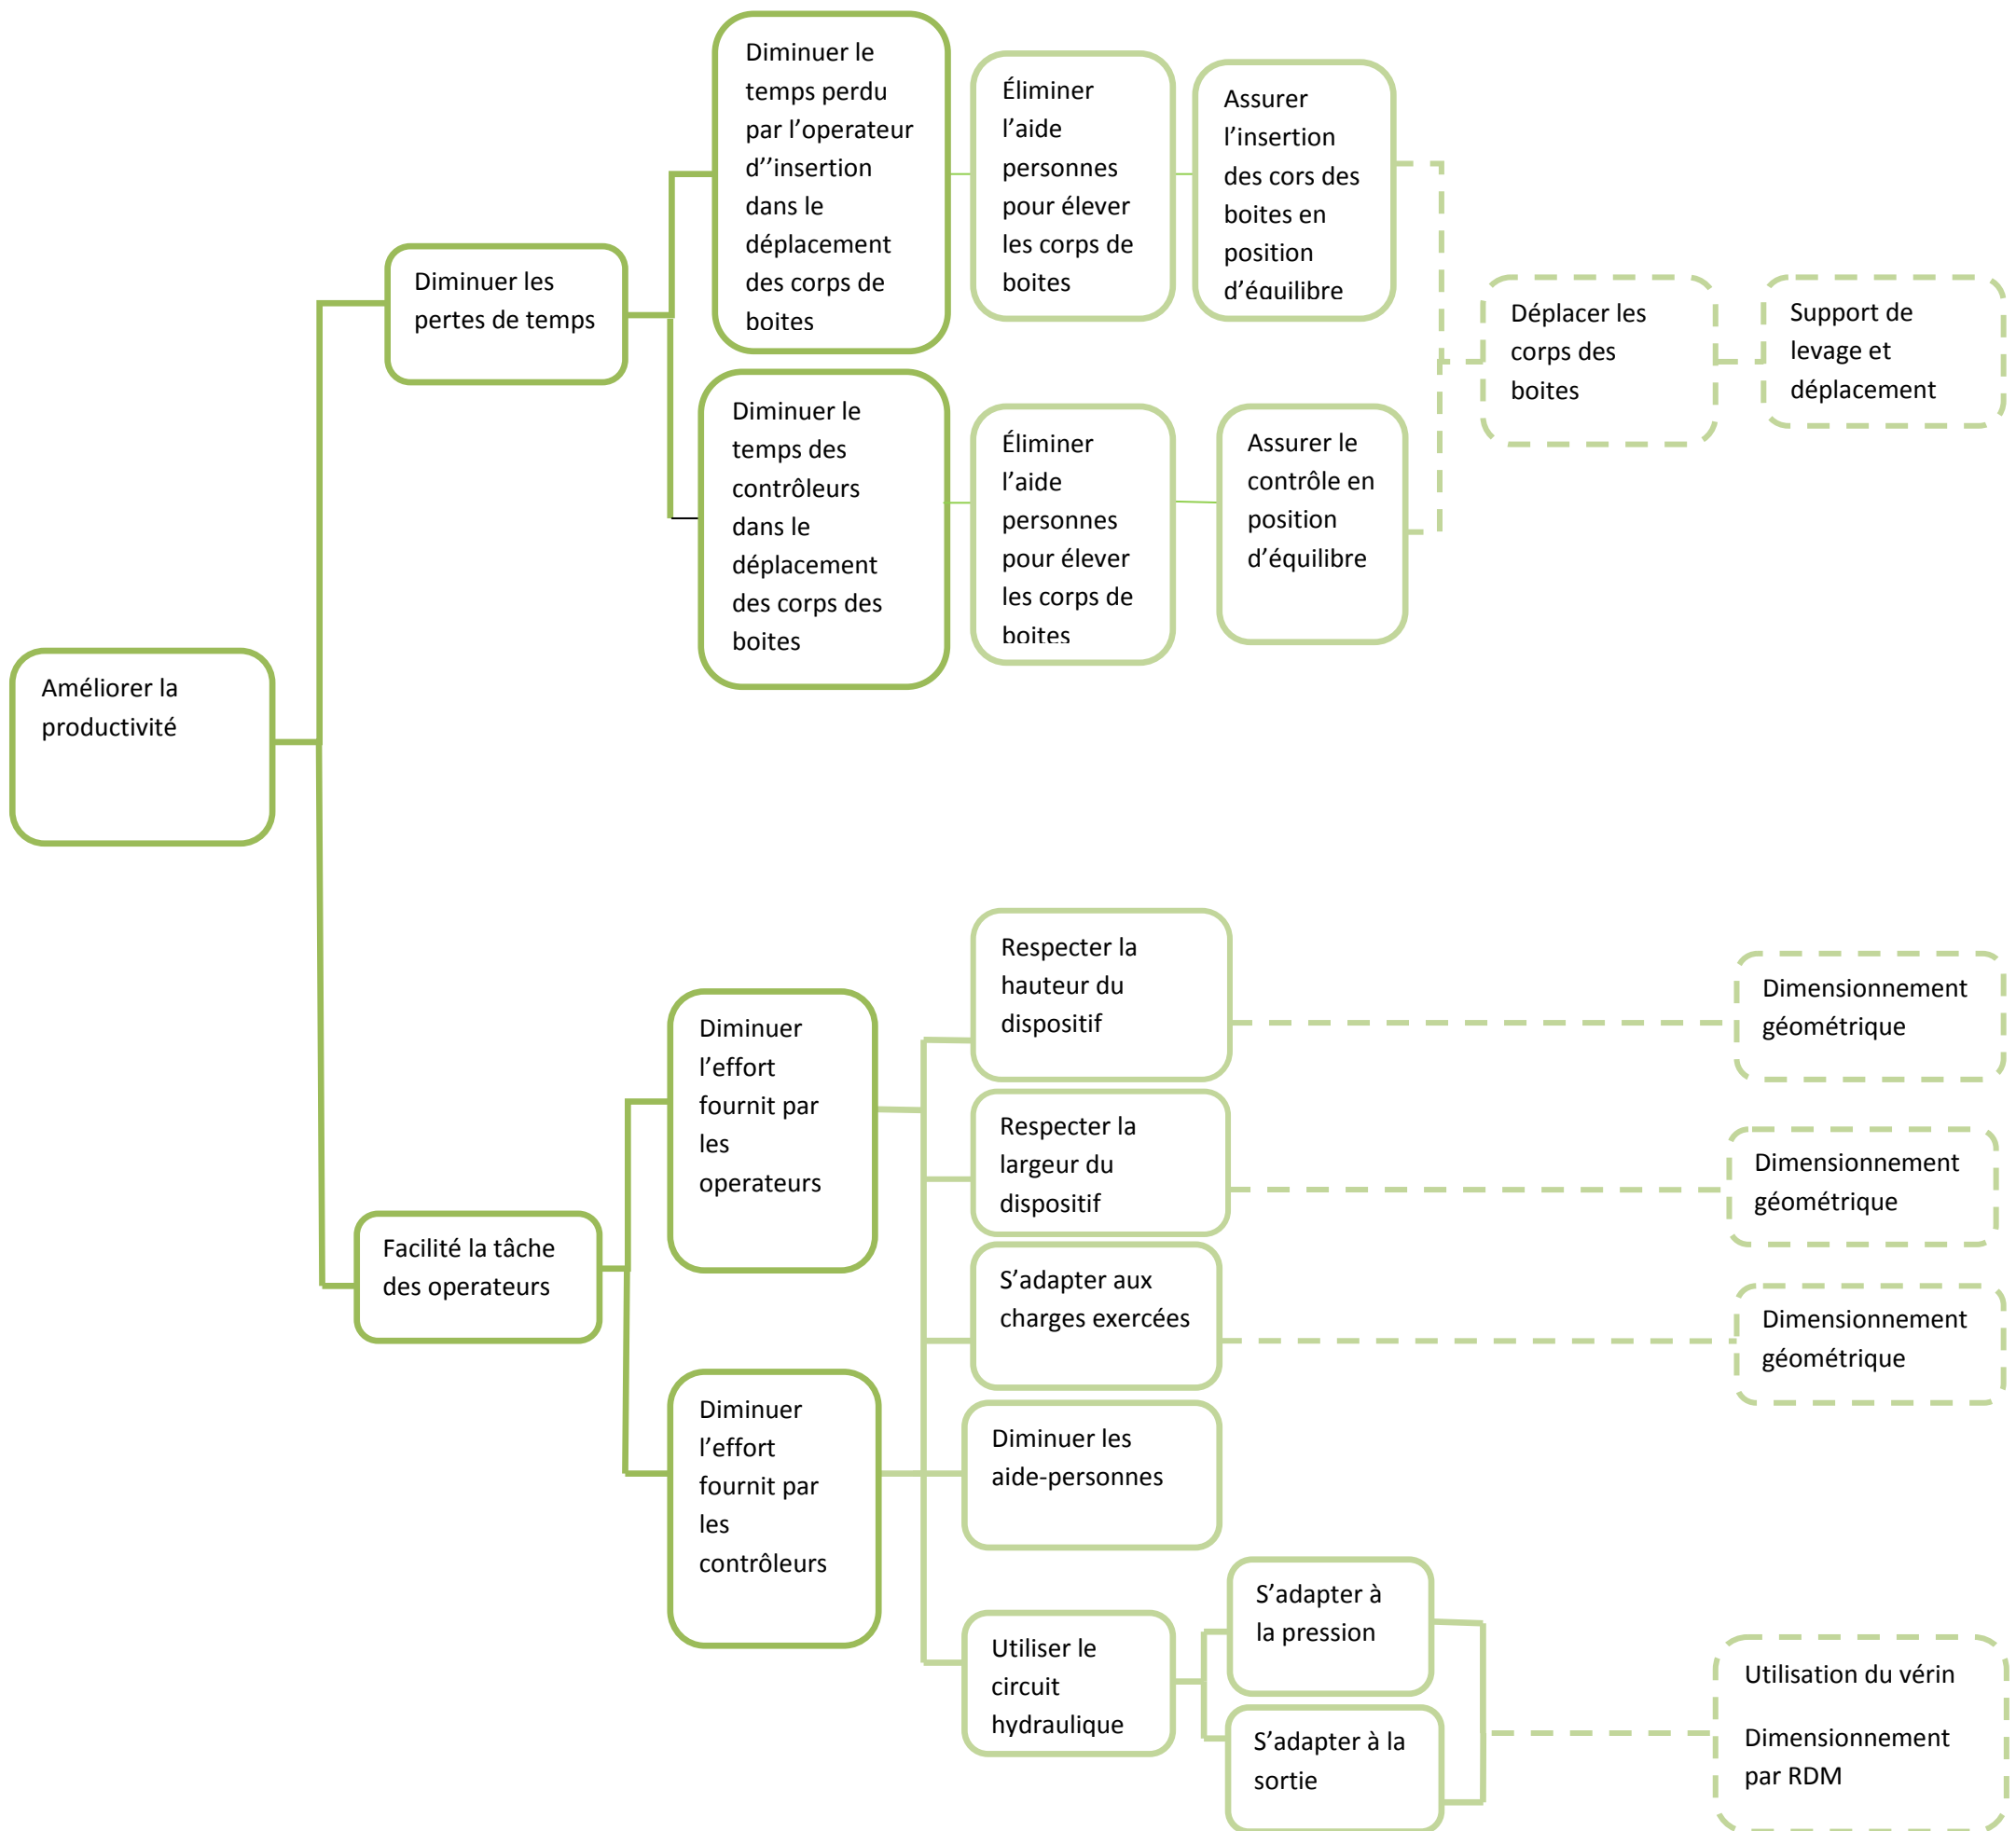 Diminuer le
temps perdu
par l’operateur
d’’insertion
dans le
déplacement
des corps de
boites
Éliminer
l’aide
personnes
pour élever
les corps de
boites
Assurer
l’insertion
des cors des
boites en
position
d’équilibre
Diminuer les
pertes de temps
Déplacer les
corps des
boites
Support de
levage et
déplacement
Diminuer le
temps des
contrôleurs
dans le
déplacement
des corps des
boites
Éliminer
l’aide
personnes
pour élever
les corps de
boites
Assurer le
contrôle en
position
d’équilibre
Améliorer la
productivité
Respecter la
hauteur du
dispositif
Dimensionnement
géométrique
Diminuer
l’effort
fournit par
les
operateurs
Respecter la
largeur du
dispositif
Dimensionnement
géométrique
Facilité la tâche
des operateurs
S’adapter aux
charges exercées
Dimensionnement
géométrique
Diminuer
l’effort
fournit par
les
contrôleurs
Diminuer les
aide-personnes
Utiliser le
circuit
hydraulique
S’adapter à
la pression
S’adapter à la
sortie
Utilisation du vérin
Dimensionnement
par RDM